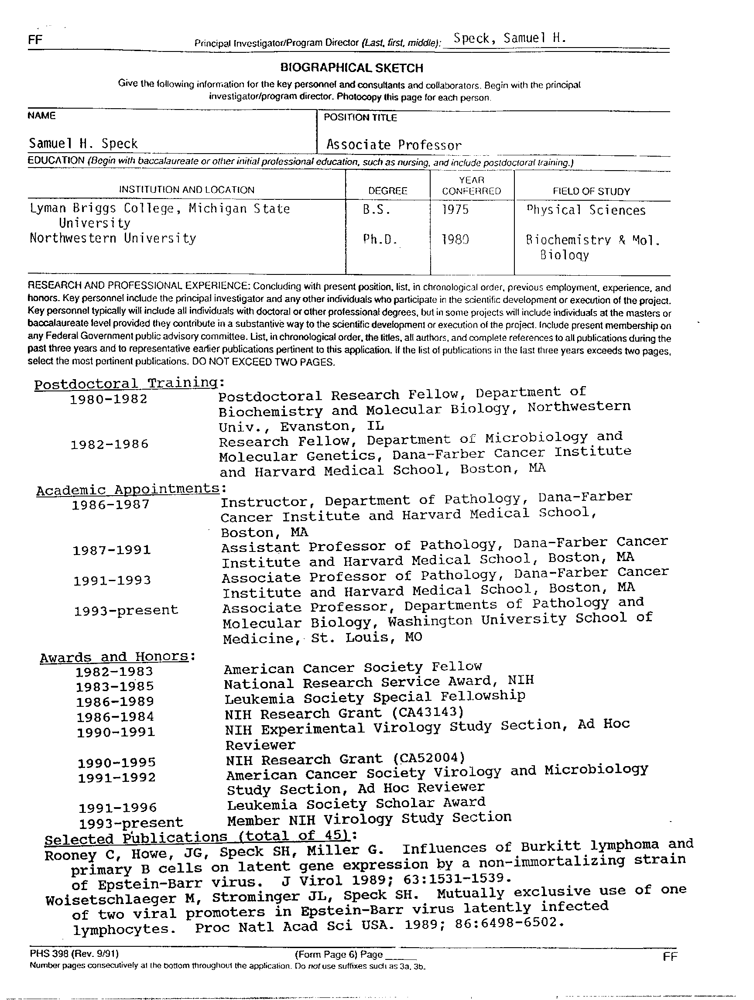 FF
Principal Investigator/Program Director (Last, first, middle): Speck, Samuel H.
BIOGRAPHICAL SKETCH
Give the following information for the key personnel and consultants and collaborators. Begin with the principal
investigator/program director. Photocopy this page for each person.
NAME
POSITION TITLE
Samuel H. Speck
Associate Professor
EDUCATION (Begin with baccalaureate or other initial professional education, such as nursing, and include postdoctoral training.)
INSTITUTION AND LOCATION
DEGREE
YEAR
CONFERRED
FIELD OF STUDY
Lyman Briggs College, Michigan State
University
B.S.
1975
Physical Sciences
Northwestern University
Ph.D.
1980
Biochemistry & Mol.
Biology
RESEARCH AND PROFESSIONAL EXPERIENCE: Concluding with present position, list, in chronological order, previous employment, experience, and
honors. Key personnel include the principal investigator and any other individuals who participate in the scientific development or execution of the project.
Key personnel typically will include all individuals with doctoral or other professional degrees, but in some projects will include individuals at the masters or
baccalaureate level provided they contribute in a substantive way to the scientific development or execution of the project. Include present membership on
any Federal Government public advisory committee. List, in chronological order, the titles, all authors, and complete references to all publications during the
past three years and to representative earlier publications pertinent to this application. If the list of publications in the last three years exceeds two pages,
select the most pertinent publications. DO NOT EXCEED TWO PAGES.
Postdoctoral Training:
1980-1982 Postdoctoral Research Fellow, Department of
Biochemistry and Molecular Biology, Northwestern
Univ., Evanston, IL
1982-1986 Research Fellow, Department of Microbiology and
Molecular Genetics, Dana-Farber Cancer Institute
and Harvard Medical School, Boston, MA
Academic Appointments:
1986-1987 Instructor, Department of Pathology, Dana-Farber
Cancer Institute and Harvard Medical School,
Boston, MA
1987-1991 Assistant Professor of Pathology, Dana-Farber Cancer
Institute and Harvard Medical School, Boston, MA
1991-1993 Associate Professor of Pathology, Dana-Farber Cancer
Institute and Harvard Medical School, Boston, MA
1993-present Associate Professor, Departments of Pathology and
Molecular Biology, Washington University School of
Medicine, St. Louis, MO
Awards and Honors:
1982-1983 American Cancer Society Fellow
1983-1985 National Research Service Award, NIH
1986-1989 Leukemia Society Special Fellowship
1986-1984 NIH Research Grant (CA43143)
1990-1991 NIH Experimental Virology Study Section, Ad Hoc
Reviewer
1990-1995 NIH Research Grant (CA52004)
1991-1992 American Cancer Society Virology and Microbiology
Study Section, Ad Hoc Reviewer
1991-1996 Leukemia Society Scholar Award
1993-present Member NIH Virology Study Section
Selected Publications (total of 45):
Rooney C, Howe, JG, Speck SH, Miller G. Influences of Burkitt lymphoma and
primary B cells on latent gene expression by a non-immortalizing strain
of Epstein-Barr virus. J Virol 1989; 63:1531-1539.
Woisetschlaeger M, Strominger JL, Speck SH. Mutually exclusive use of one
of two viral promoters in Epstein-Barr virus latently infected
lymphocytes. Proc Natl Acad Sci USA. 1989; 86:6498-6502.
PHS 398 (Rev. 9/91) (Form Page 6) Page ______ FF
Number pages consecutively at the bottom throughout the application. Do not use suffixes such as 3a, 3b.